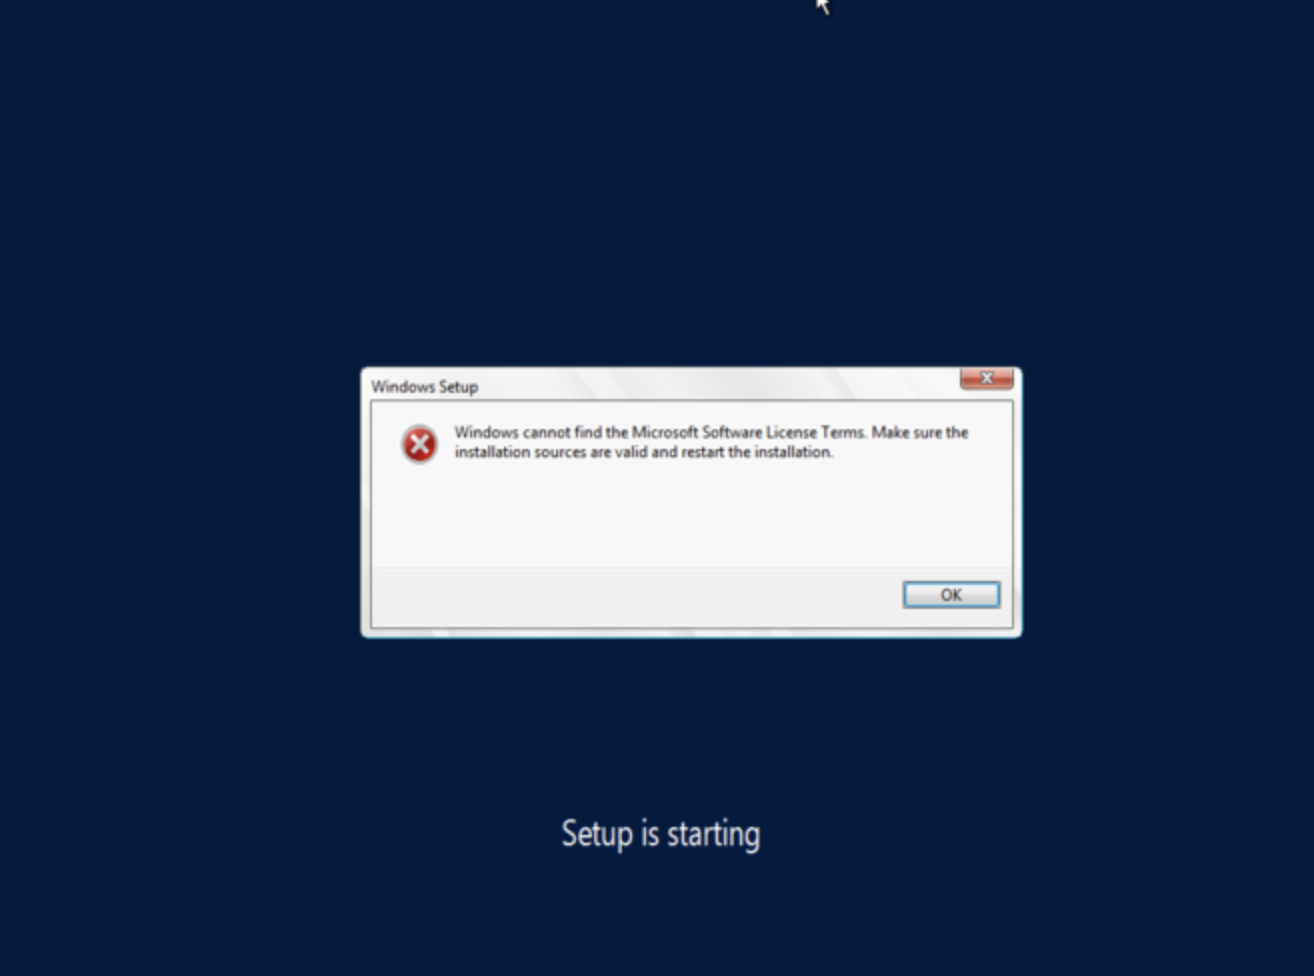 Windows Setup
Windows cannot find the Microsoft Software License Terms. Make sure the
installation sources are valid and restart the installation.
OK
Setup is starting